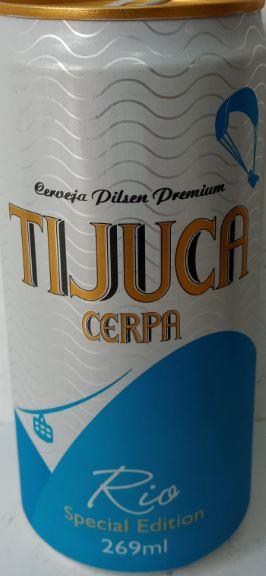 Cerveja Pilsen Premium
TIJUCA
CERPA
Rio
Special Edition
269ml